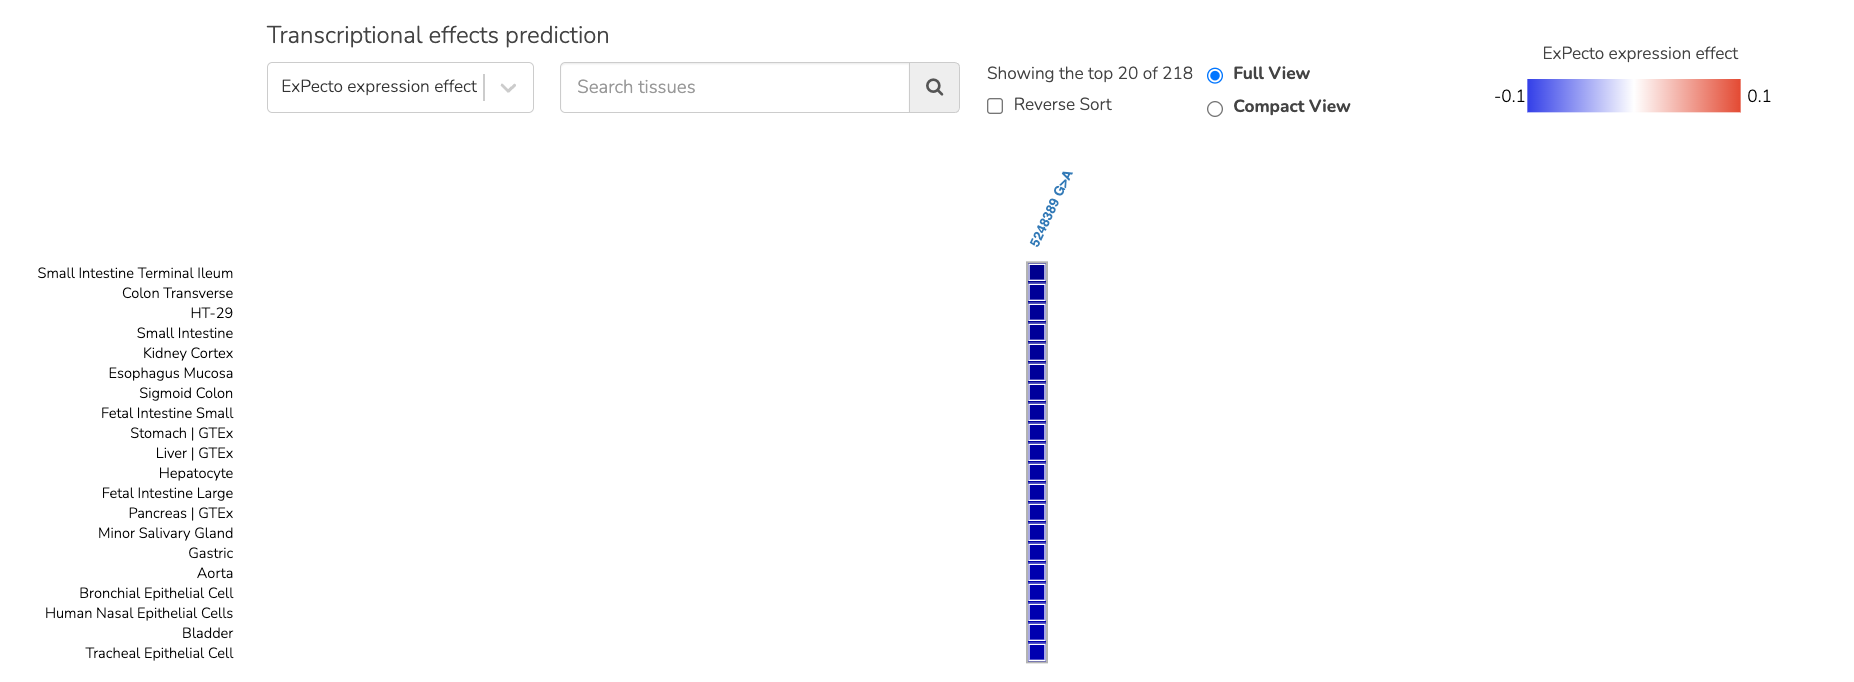 Transcriptional effects prediction
ExPecto expression effect
Search tissues
Showing the top 20 of 218
Reverse Sort
Full View
Compact View
ExPecto expression effect
-0.1
0.1
5248389 G>A
Small Intestine Terminal Ileum
Colon Transverse
HT-29
Small Intestine
Kidney Cortex
Esophagus Mucosa
Sigmoid Colon
Fetal Intestine Small
Stomach | GTEx
Liver | GTEx
Hepatocyte
Fetal Intestine Large
Pancreas | GTEx
Minor Salivary Gland
Gastric
Aorta
Bronchial Epithelial Cell
Human Nasal Epithelial Cells
Bladder
Tracheal Epithelial Cell